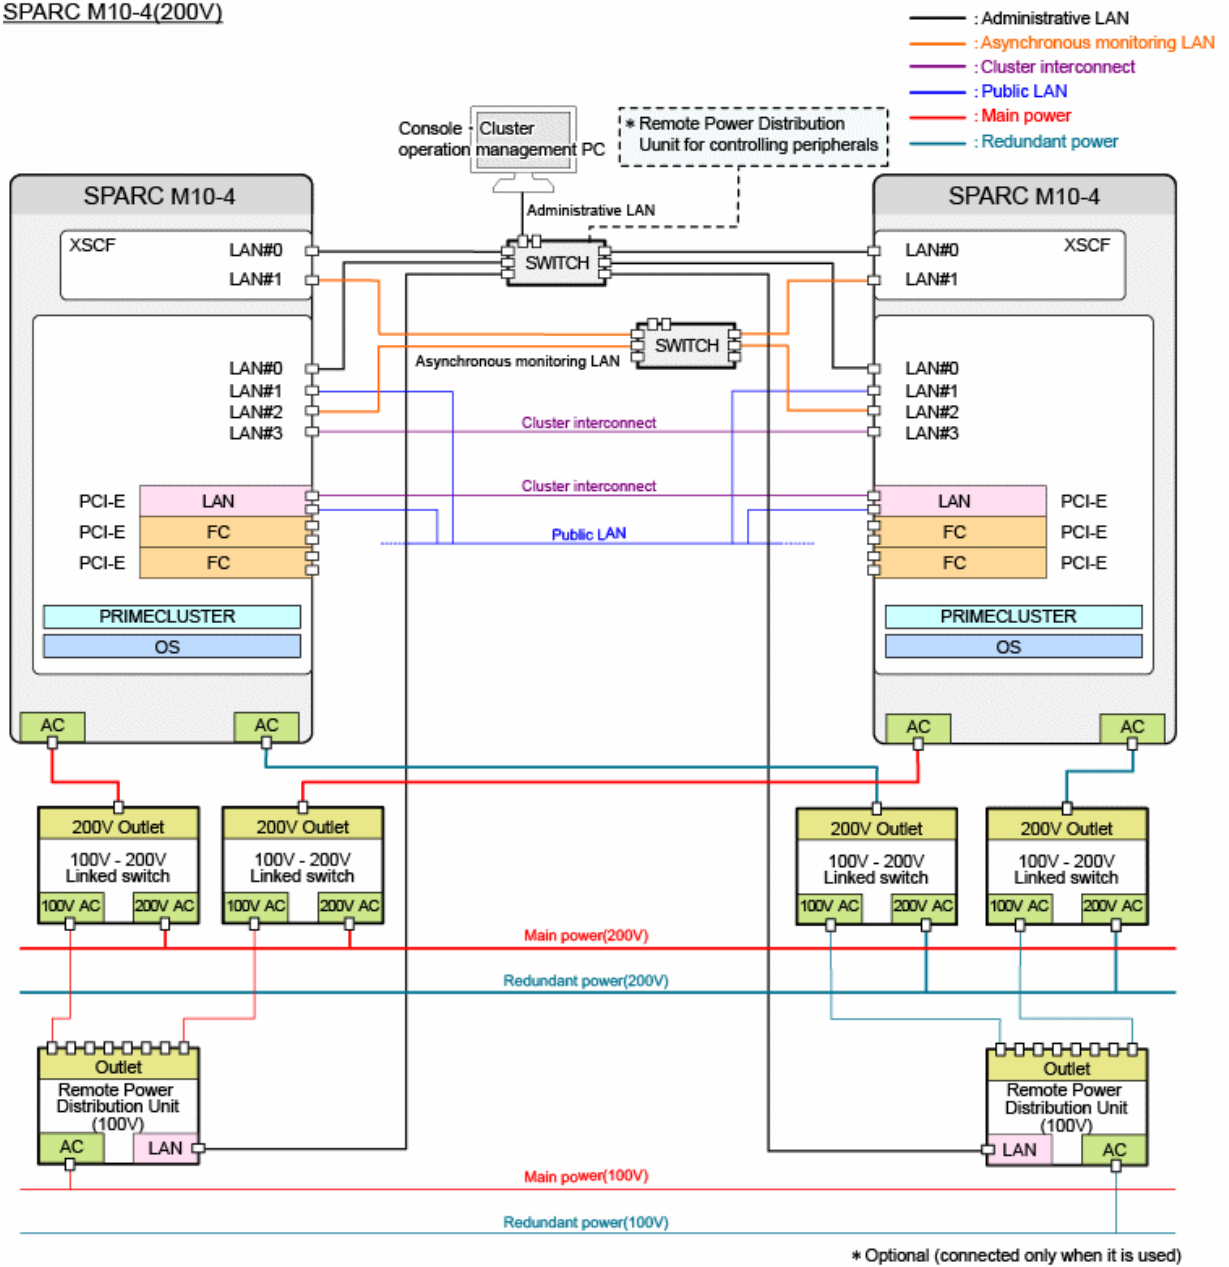 SPARC M10-4(200V)
: Administrative LAN
: Asynchronous monitoring LAN
: Cluster interconnect
: Public LAN
: Main power
: Redundant power
Console · Cluster
operation management PC
* Remote Power Distribution
Uunit for controlling peripherals
Administrative LAN
SPARC M10-4
SPARC M10-4
XSCF
LAN#0
LAN#1
SWITCH
LAN#0
XSCF
LAN#1
SWITCH
Asynchronous monitoring LAN
LAN#0
LAN#1
LAN#2
LAN#3
LAN#0
LAN#1
LAN#2
LAN#3
Cluster interconnect
Cluster interconnect
Public LAN
PCI-E LAN
PCI-E FC
PCI-E FC
LAN PCI-E
FC PCI-E
FC PCI-E
PRIMECLUSTER
OS
PRIMECLUSTER
OS
AC
AC
AC
AC
200V Outlet
100V - 200V
Linked switch
100V AC 200V AC
200V Outlet
100V - 200V
Linked switch
100V AC 200V AC
200V Outlet
100V - 200V
Linked switch
100V AC 200V AC
200V Outlet
100V - 200V
Linked switch
100V AC 200V AC
Main power(200V)
Redundant power(200V)
Outlet
Remote Power
Distribution Unit
(100V)
AC LAN
Outlet
Remote Power
Distribution Unit
(100V)
LAN AC
Main power(100V)
Redundant power(100V)
* Optional (connected only when it is used)